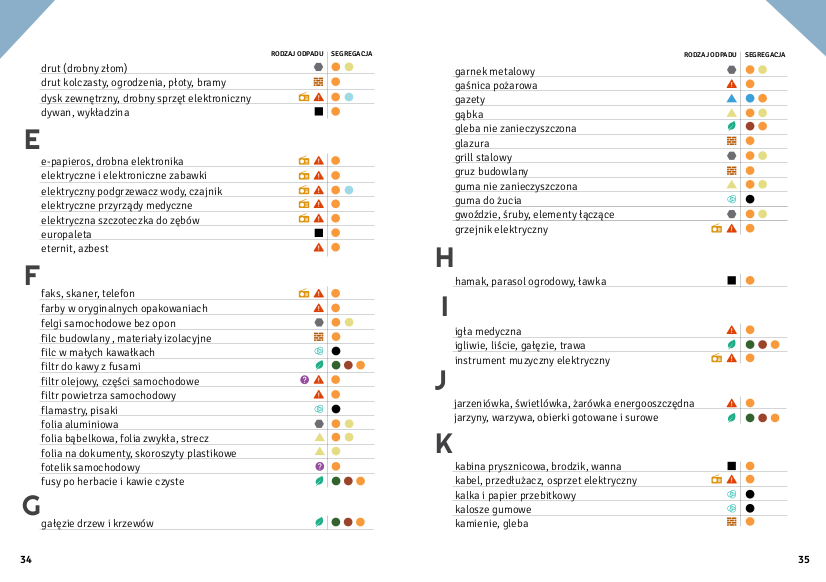 RODZAJ ODPADU SEGREGACJA
drut (drobny złom)
drut kolczasty, ogrodzenia, płoty, bramy
dysk zewnętrzny, drobny sprzęt elektroniczny
dywan, wykładzina
E
e-papieros, drobna elektronika
elektryczne i elektroniczne zabawki
elektryczny podgrzewacz wody, czajnik
elektryczne przyrządy medyczne
elektryczna szczoteczka do zębów
europaleta
eternit, azbest
F
faks, skaner, telefon
farby w oryginalnych opakowaniach
felgi samochodowe bez opon
filc budowlany , materiały izolacyjne
filc w małych kawałkach
filtr do kawy z fusami
filtr olejowy, części samochodowe
filtr powietrza samochodowy
flamastry, pisaki
folia aluminiowa
folia bąbelkowa, folia zwykła, strecz
folia na dokumenty, skoroszyty plastikowe
fotelik samochodowy
fusy po herbacie i kawie czyste
G
gałęzie drzew i krzewów
34
RODZAJ ODPADU SEGREGACJA
garnek metalowy
gaśnica pożarowa
gazety
gąbka
gleba nie zanieczyszczona
glazura
grill stalowy
gruz budowlany
guma nie zanieczyszczona
guma do żucia
gwoździe, śruby, elementy łączące
grzejnik elektryczny
H
hamak, parasol ogrodowy, ławka
I
igła medyczna
igliwie, liście, gałęzie, trawa
instrument muzyczny elektryczny
J
jarzeniówka, świetlówka, żarówka energooszczędna
jarzyny, warzywa, obierki gotowane i surowe
K
kabina prysznicowa, brodzik, wanna
kabel, przedłużacz, osprzet elektryczny
kalka i papier przebitkowy
kalosze gumowe
kamienie, gleba
35